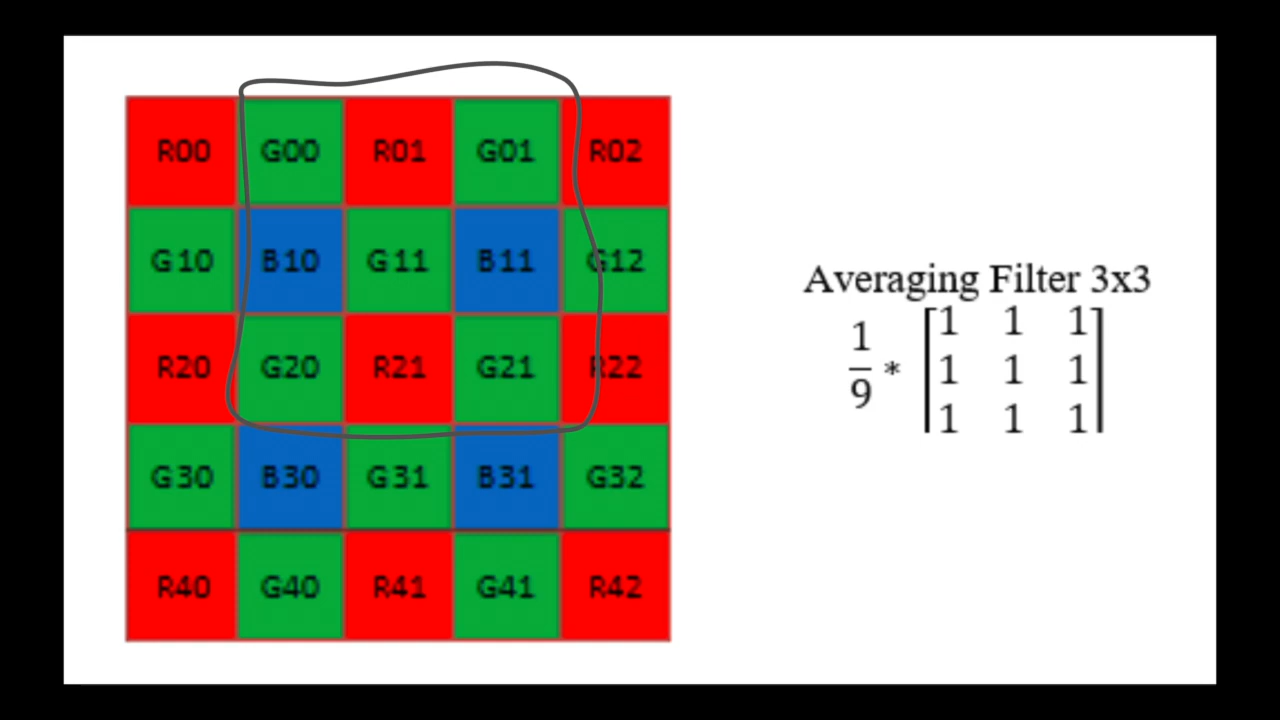 R00 G00 R01 G01 R02
G10 B10 G11 B11 G12
R20 G20 R21 G21 R22
G30 B30 G31 B31 G32
R40 G40 R41 G41 R42
Averaging Filter 3x3
1/9 * [1 1 1
1 1 1
1 1 1]